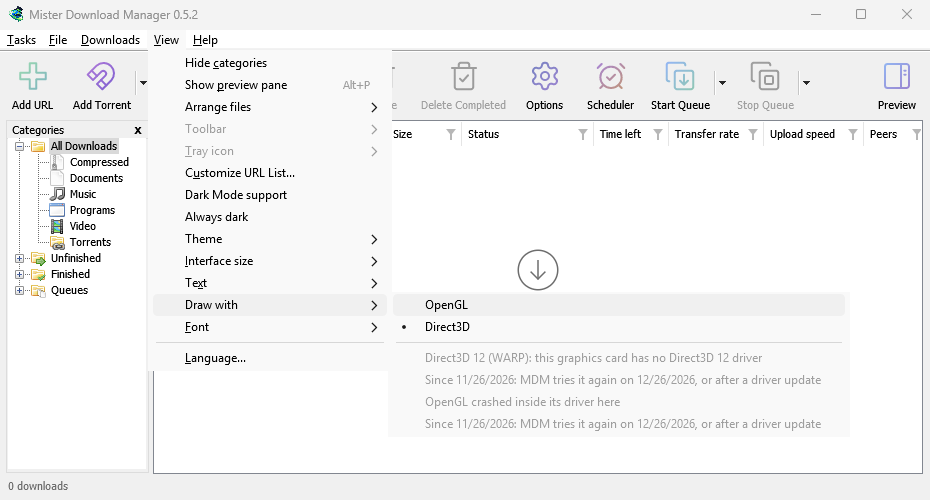 Mister Download Manager 0.5.2
Tasks File Downloads View Help
Add URL
Add Torrent
Delete Completed
Options
Scheduler
Start Queue
Stop Queue
Preview
Categories x
All Downloads
Compressed
Documents
Music
Programs
Video
Torrents
Unfinished
Finished
Queues
Hide categories
Show preview pane Alt+P
Arrange files
Toolbar
Tray icon
Customize URL List...
Dark Mode support
Always dark
Theme
Interface size
Text
Draw with
Font
Language...
Size Status Time left Transfer rate Upload speed Peers
OpenGL
Direct3D
Direct3D 12 (WARP): this graphics card has no Direct3D 12 driver
Since 11/26/2026: MDM tries it again on 12/26/2026, or after a driver update
OpenGL crashed inside its driver here
Since 11/26/2026: MDM tries it again on 12/26/2026, or after a driver update
0 downloads